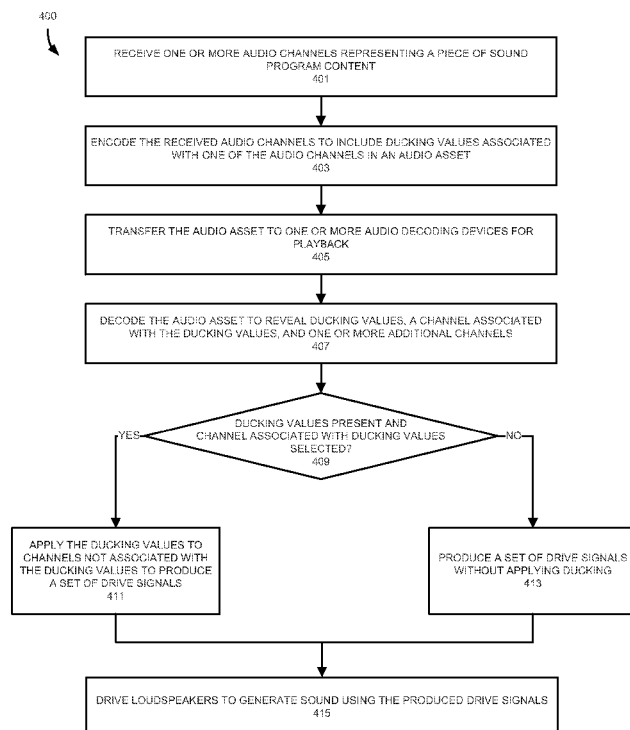 400
RECEIVE ONE OR MORE AUDIO CHANNELS REPRESENTING A PIECE OF SOUND
PROGRAM CONTENT
401
ENCODE THE RECEIVED AUDIO CHANNELS TO INCLUDE DUCKING VALUES ASSOCIATED
WITH ONE OF THE AUDIO CHANNELS IN AN AUDIO ASSET
403
TRANSFER THE AUDIO ASSET TO ONE OR MORE AUDIO DECODING DEVICES FOR
PLAYBACK
405
DECODE THE AUDIO ASSET TO REVEAL DUCKING VALUES, A CHANNEL ASSOCIATED
WITH THE DUCKING VALUES, AND ONE OR MORE ADDITIONAL CHANNELS
407
DUCKING VALUES PRESENT AND
CHANNEL ASSOCIATED WITH DUCKING VALUES
SELECTED?
409
YES
NO
APPLY THE DUCKING VALUES TO
CHANNELS NOT ASSOCIATED WITH
THE DUCKING VALUES TO PRODUCE
A SET OF DRIVE SIGNALS
411
PRODUCE A SET OF DRIVE SIGNALS
WITHOUT APPLYING DUCKING
413
DRIVE LOUDSPEAKERS TO GENERATE SOUND USING THE PRODUCED DRIVE SIGNALS
415